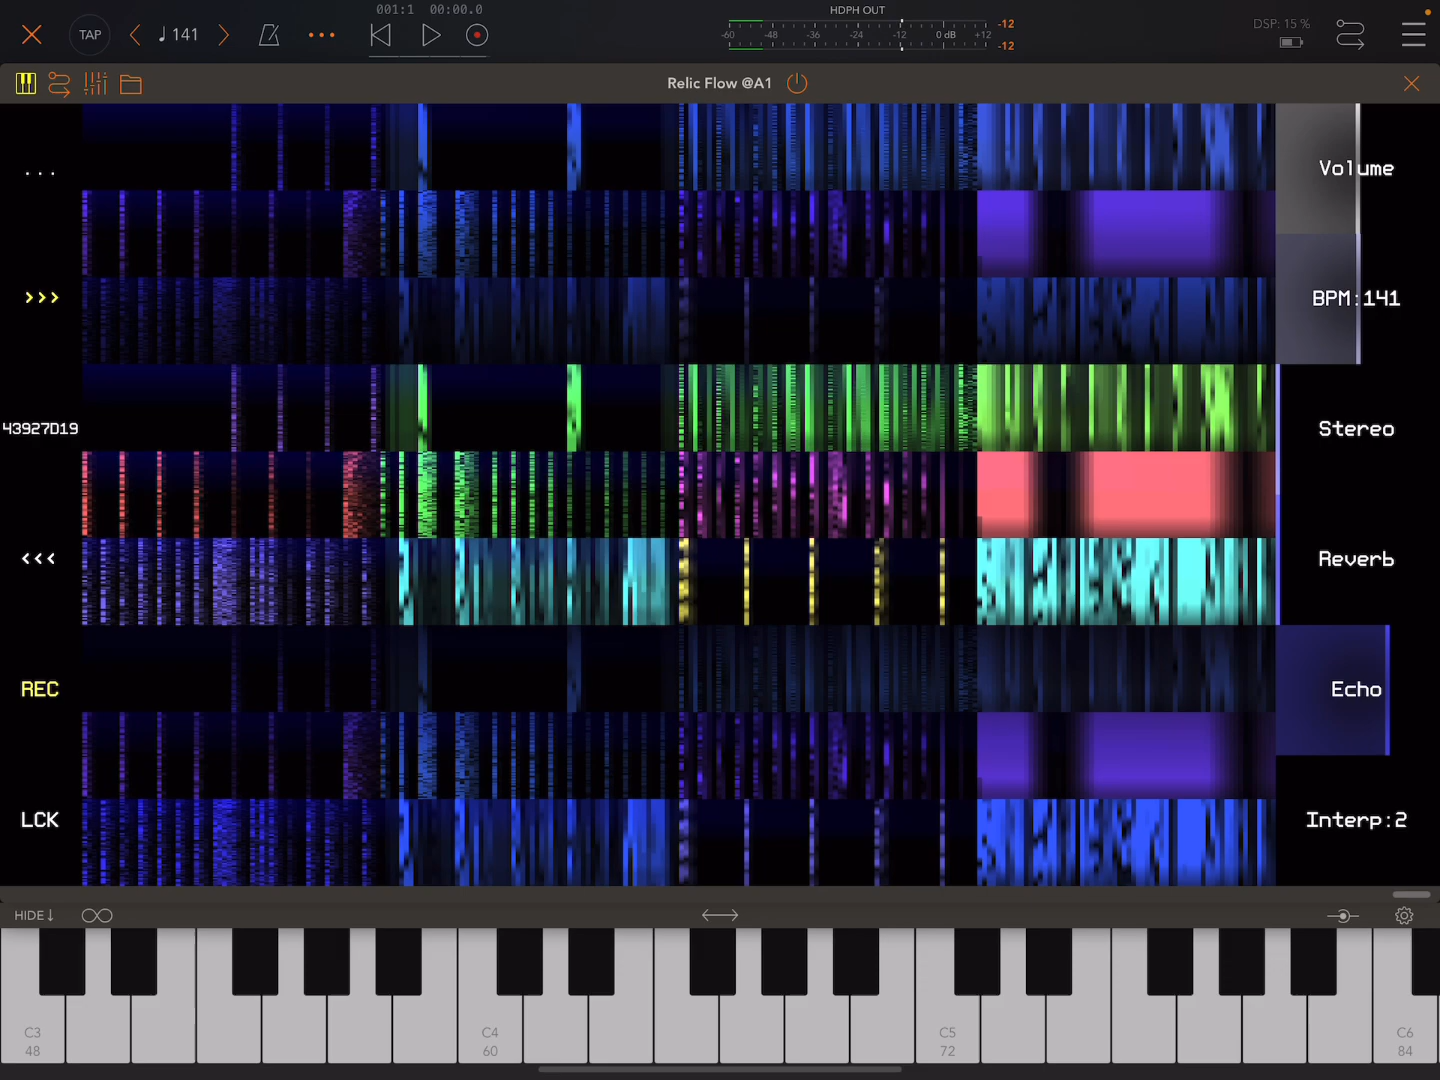 001:1 00:00.0
HDPH OUT
TAP
141
-60 -48 -36 -24 -12 0 dB +12
-12
-12
DSP: 15 %
Relic Flow @A1
...
Volume
>>>
BPM:141
43927D19
Stereo
<<<
Reverb
REC
Echo
LCK
Interp:2
HIDE↓
C3
48
C4
60
C5
72
C6
84